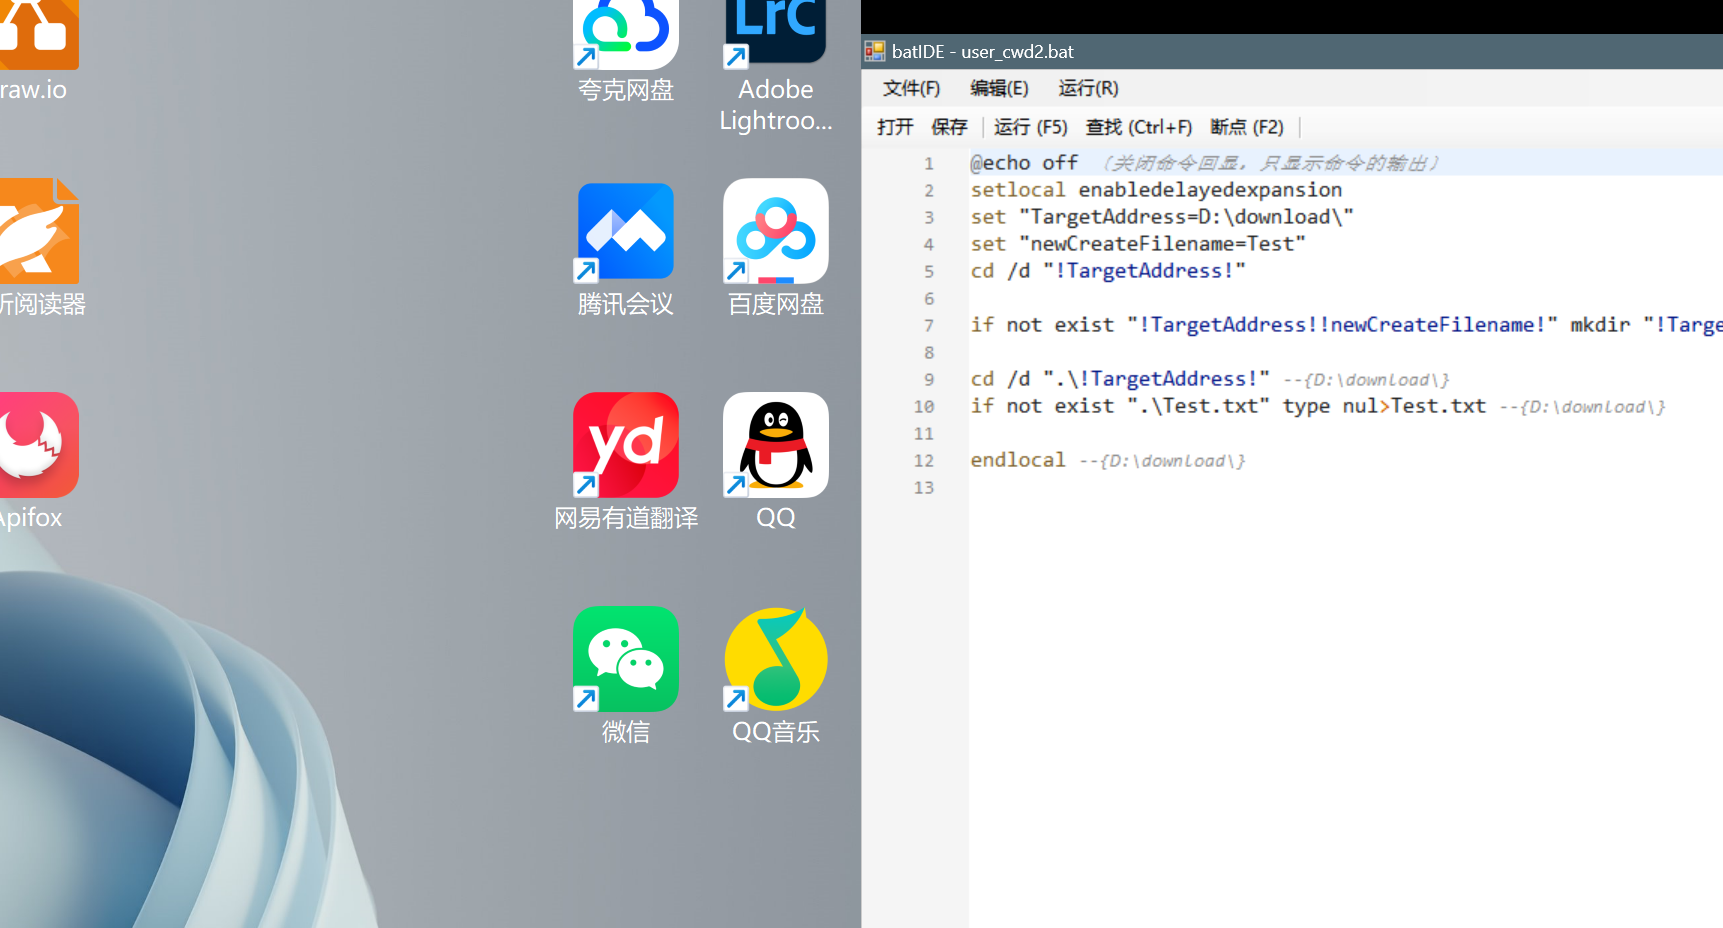 raw.io
夸克网盘
LrC
Adobe
Lightroo...
听阅读器
腾讯会议
百度网盘
Apifox
yd
网易有道翻译
QQ
微信
QQ音乐
batIDE - user_cwd2.bat
文件(F) 编辑(E) 运行(R)
打开 保存 运行 (F5) 查找 (Ctrl+F) 断点 (F2)
1 @echo off （关闭命令回显，只显示命令的输出）
2 setlocal enabledelayedexpansion
3 set "TargetAddress=D:\download\"
4 set "newCreateFilename=Test"
5 cd /d "!TargetAddress!"
6
7 if not exist "!TargetAddress!!newCreateFilename!" mkdir "!Targe
8
9 cd /d ".\!TargetAddress!" --{D:\download\}
10 if not exist ".\Test.txt" type nul>Test.txt --{D:\download\}
11
12 endlocal --{D:\download\}
13